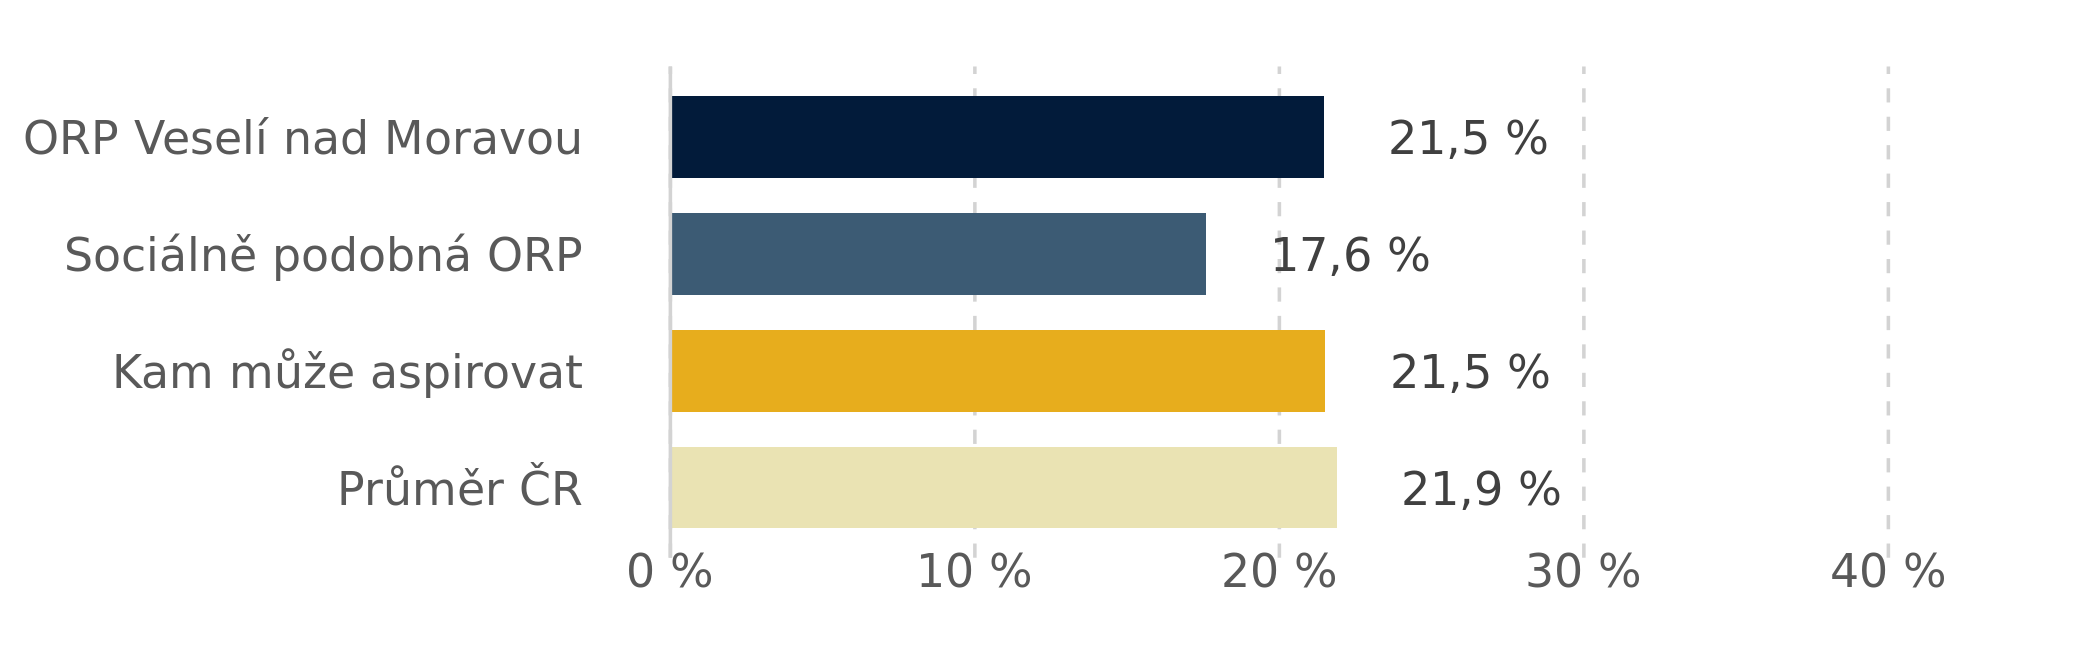 ORP Veselí nad Moravou 21,5 %
Sociálně podobná ORP 17,6 %
Kam může aspirovat 21,5 %
Průměr ČR 21,9 %
0 % 10 % 20 % 30 % 40 %